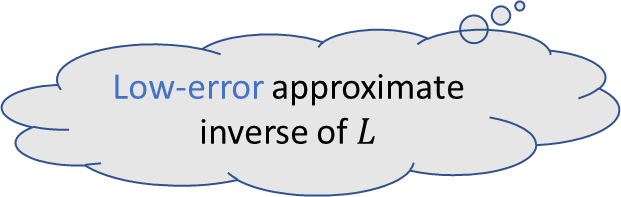 Low-error approximate
inverse of L